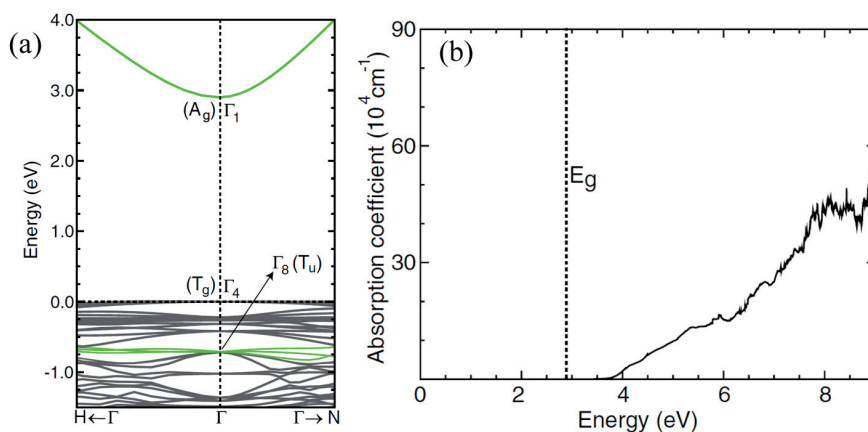 (a)
4.0
3.0
2.0
1.0
0.0
-1.0
Energy (eV)
(A_g) Γ_1
(T_g) Γ_4
Γ_8 (T_u)
H←Γ
Γ
Γ→N
(b)
90
60
30
Absorption coefficient (10^4 cm^-1)
E_g
0
2
4
6
8
Energy (eV)